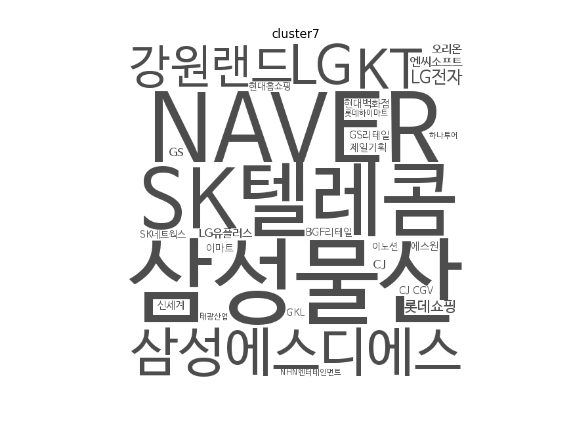 cluster7
강원랜드 LG KT 오리온
엔씨소프트
LG전자
현대홈쇼핑
NAVER
현대백화점
롯데하이마트
GS리테일
하나투어
제일기획
GS
SK텔레콤
SK네트웍스 LG유플러스 BGF리테일
이마트 이노션 에스원
삼성물산
CJ
CJ CGV
신세계 롯데쇼핑
태광산업 GKL
삼성에스디에스
NHN엔터테인먼트